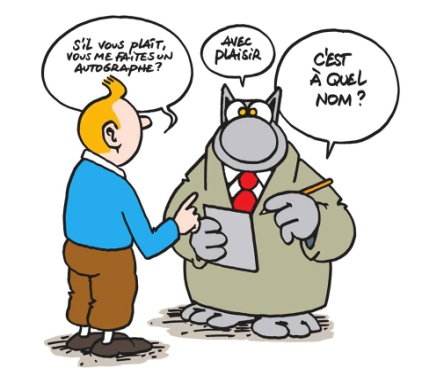 S'IL VOUS PLAÎT,
VOUS ME FAITES UN
AUTOGRAPHE?
AVEC
PLAISIR
C'EST
À QUEL
NOM?